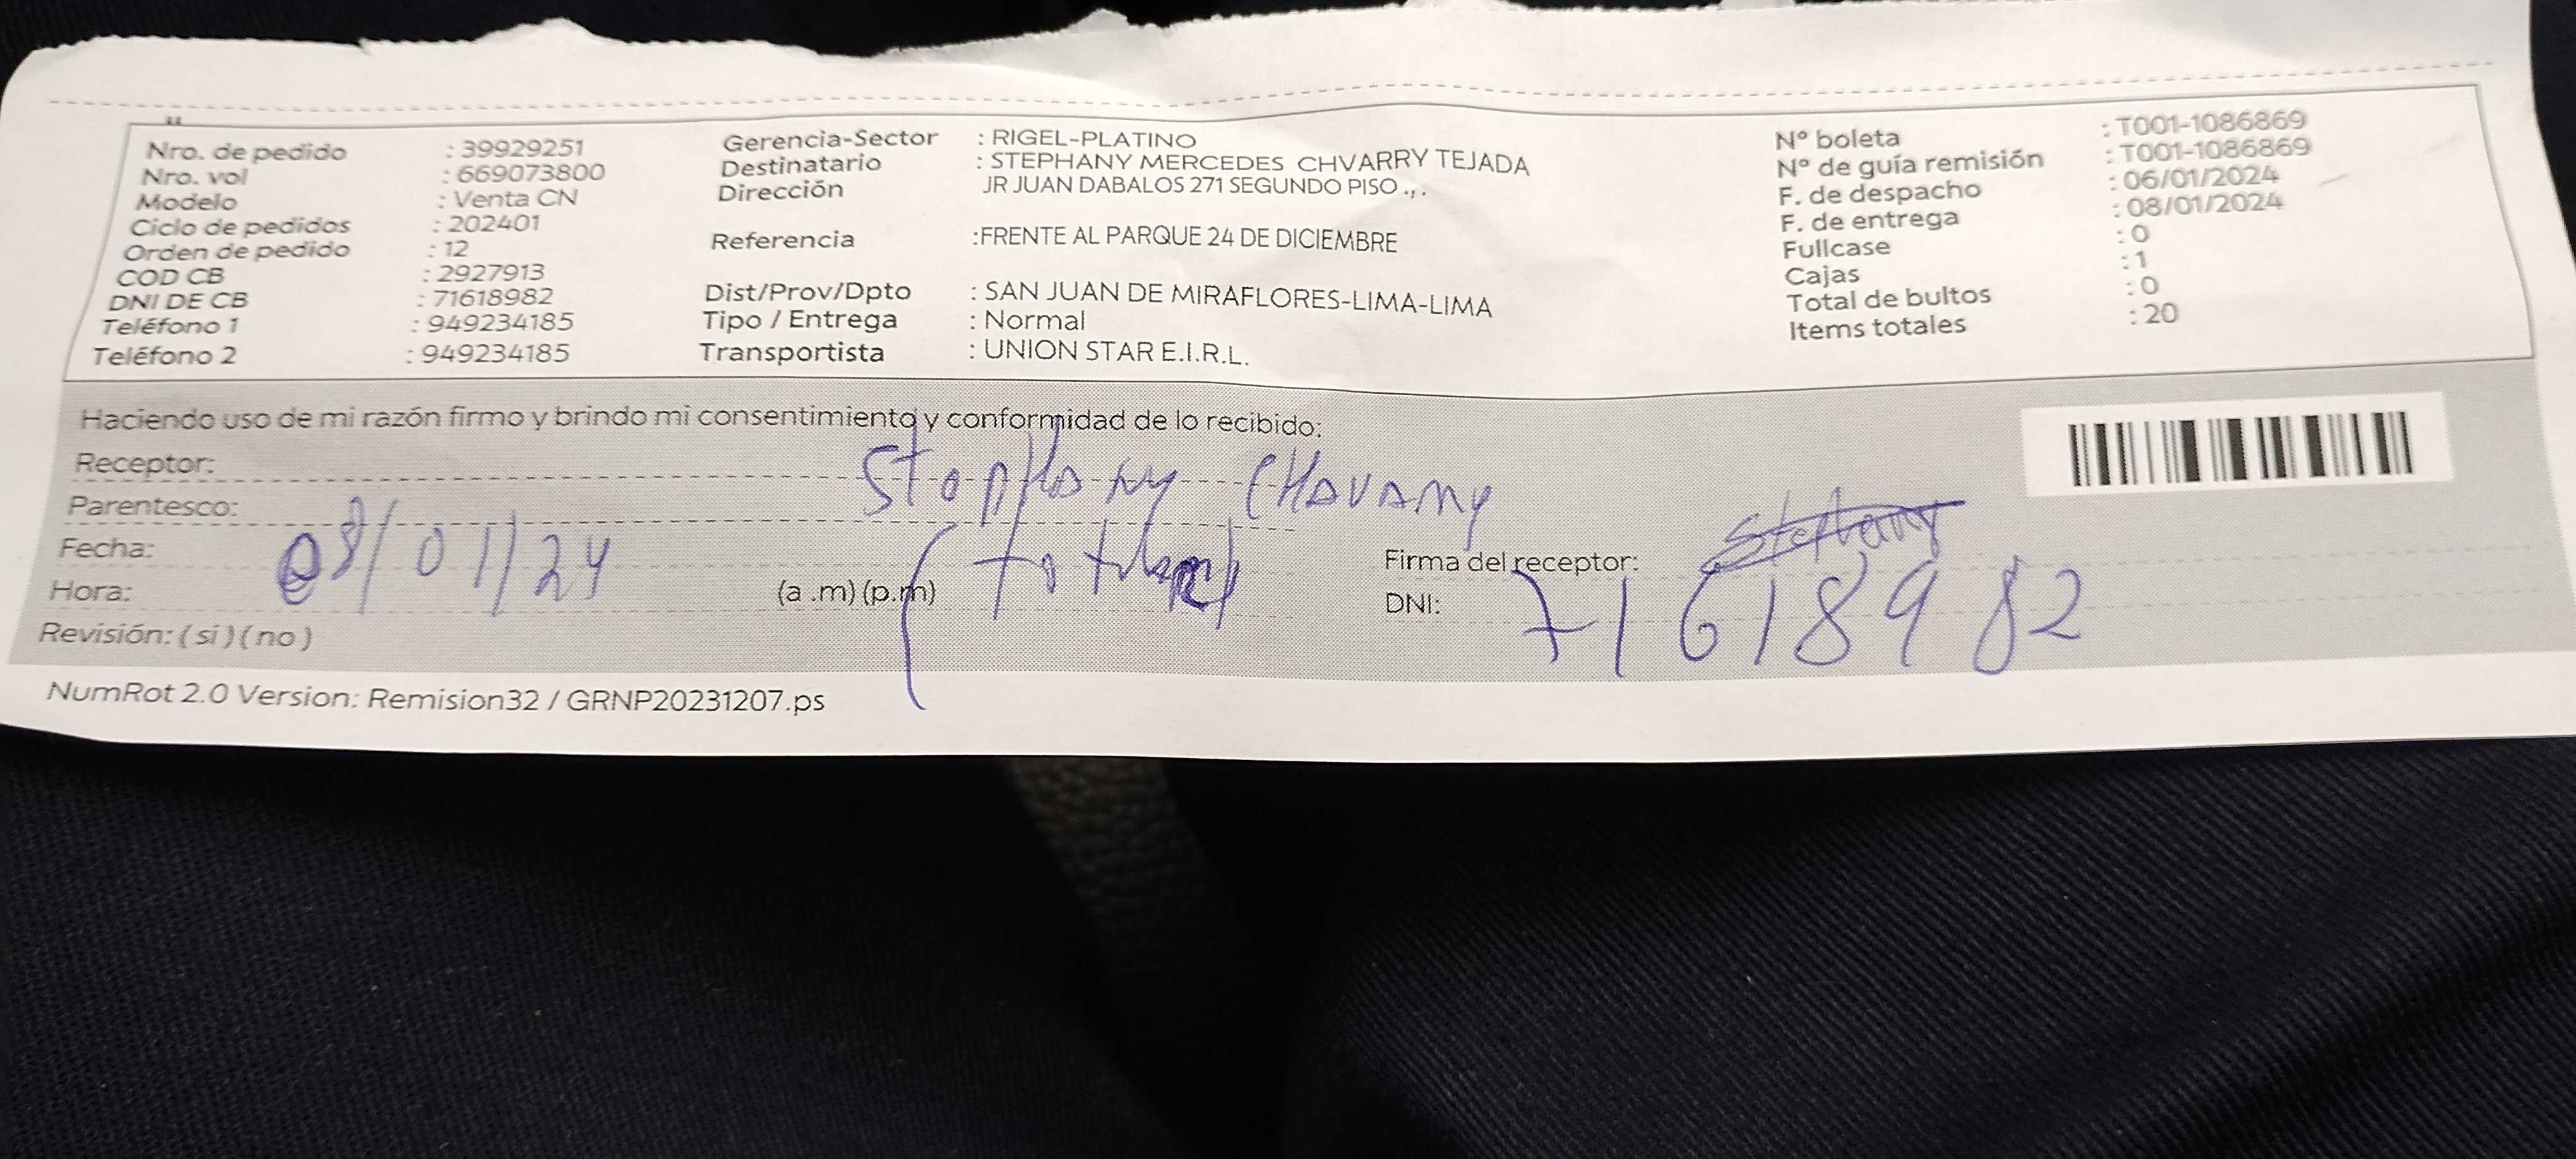 Nro. de pedido : 39929251
Nro. vol : 669073800
Modelo : Venta CN
Ciclo de pedidos : 202401
Orden de pedido : 12
COD CB : 2927913
DNI DE CB : 71618982
Teléfono 1 : 949234185
Teléfono 2 : 949234185
Gerencia-Sector : RIGEL-PLATINO
Destinatario : STEPHANY MERCEDES CHVARRY TEJADA
Dirección JR JUAN DABALOS 271 SEGUNDO PISO .,.
Referencia :FRENTE AL PARQUE 24 DE DICIEMBRE
Dist/Prov/Dpto : SAN JUAN DE MIRAFLORES-LIMA-LIMA
Tipo / Entrega : Normal
Transportista : UNION STAR E.I.R.L.
Nº boleta : T001-1086869
Nº de guía remisión : T001-1086869
F. de despacho : 06/01/2024
F. de entrega : 08/01/2024
Fullcase : 0
Cajas : 1
Total de bultos : 0
Items totales : 20
Haciendo uso de mi razón firmo y brindo mi consentimiento y conformidad de lo recibido:
Receptor:
Parentesco:
Fecha: 08/01/24
Hora: (a .m) (p.m)
Revisión: ( si ) ( no )
Firma del receptor: Stephany
DNI: 71618982
NumRot 2.0 Version: Remision32 / GRNP20231207.ps